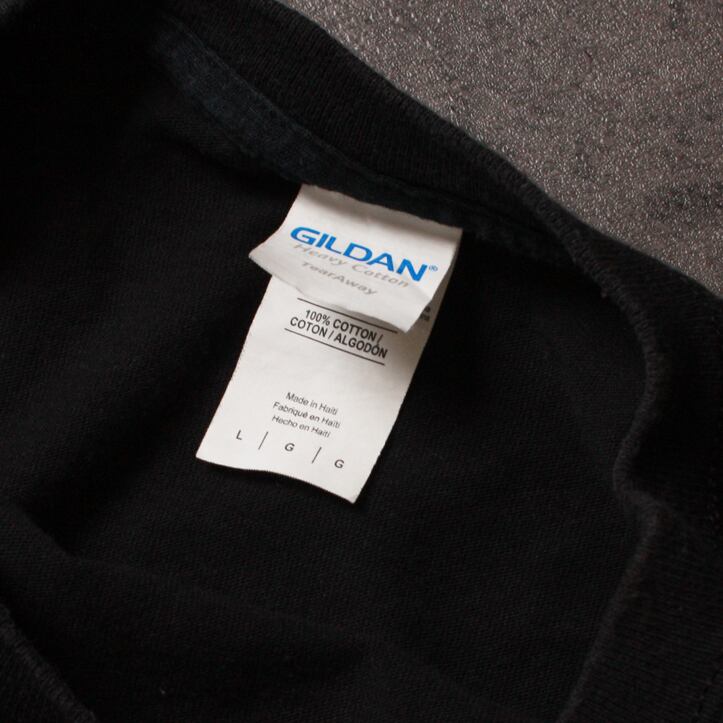 GILDAN®
Heavy Cotton
TearAway
100% COTTON /
COTON / ALGODÓN
Made in Haiti
Fabriqué en Haïti
Hecho en Haití
L | G | G